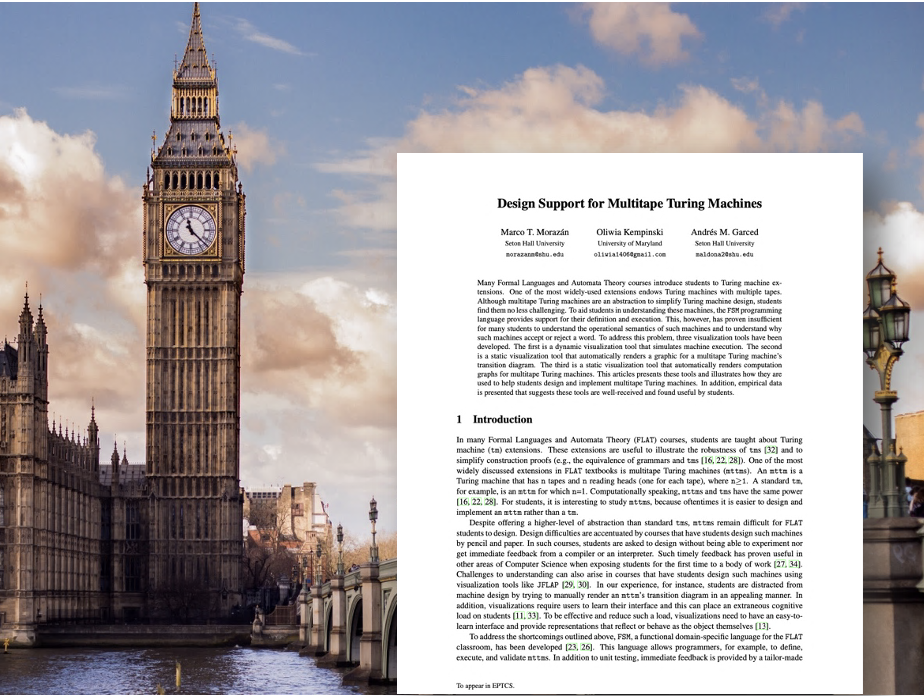 Design Support for Multitape Turing Machines
Marco T. Morazán Oliwia Kempinski Andrés M. Garced
Seton Hall University University of Maryland Seton Hall University
morazanm@shu.edu oliwia1406@gmail.com maldona2@shu.edu
Many Formal Languages and Automata Theory courses introduce students to Turing machine ex-
tensions. One of the most widely-used extensions endows Turing machines with multiple tapes.
Although multitape Turing machines are an abstraction to simplify Turing machine design, students
find them no less challenging. To aid students in understanding these machines, the FSM programming
language provides support for their definition and execution. This, however, has proven insufficient
for many students to understand the operational semantics of such machines and to understand why
such machines accept or reject a word. To address this problem, three visualization tools have been
developed. The first is a dynamic visualization tool that simulates machine execution. The second
is a static visualization tool that automatically renders a graphic for a multitape Turing machine's
transition diagram. The third is a static visualization tool that automatically renders computation
graphs for multitape Turing machines. This articles presents these tools and illustrates how they are
used to help students design and implement multitape Turing machines. In addition, empirical data
is presented that suggests these tools are well-received and found useful by students.
1 Introduction
In many Formal Languages and Automata Theory (FLAT) courses, students are taught about Turing
machine (tm) extensions. These extensions are useful to illustrate the robustness of tms [32] and to
simplify construction proofs (e.g., the equivalence of grammars and tms [16, 22, 28]). One of the most
widely discussed extensions in FLAT textbooks is multitape Turing machines (mttms). An mttm is a
Turing machine that has n tapes and n reading heads (one for each tape), where n≥1. A standard tm,
for example, is an mttm for which n=1. Computationally speaking, mttms and tms have the same power
[16, 22, 28]. For students, it is interesting to study mttms, because oftentimes it is easier to design and
implement an mttm rather than a tm.
Despite offering a higher-level of abstraction than standard tms, mttms remain difficult for FLAT
students to design. Design difficulties are accentuated by courses that have students design such machines
by pencil and paper. In such courses, students are asked to design without being able to experiment nor
get immediate feedback from a compiler or an interpreter. Such timely feedback has proven useful in
other areas of Computer Science when exposing students for the first time to a body of work [27, 34].
Challenges to understanding can also arise in courses that have students design such machines using
visualization tools like JFLAP [29, 30]. In our experience, for instance, students are distracted from
machine design by trying to manually render an mttm's transition diagram in an appealing manner. In
addition, visualizations require users to learn their interface and this can place an extraneous cognitive
load on students [11, 33]. To be effective and reduce such a load, visualizations need to have an easy-to-
learn interface and provide representations that reflect or behave as the object themselves [13].
To address the shortcomings outlined above, FSM, a functional domain-specific language for the FLAT
classroom, has been developed [23, 26]. This language allows programmers, for example, to define,
execute, and validate mttms. In addition to unit testing, immediate feedback is provided by a tailor-made
To appear in EPTCS.